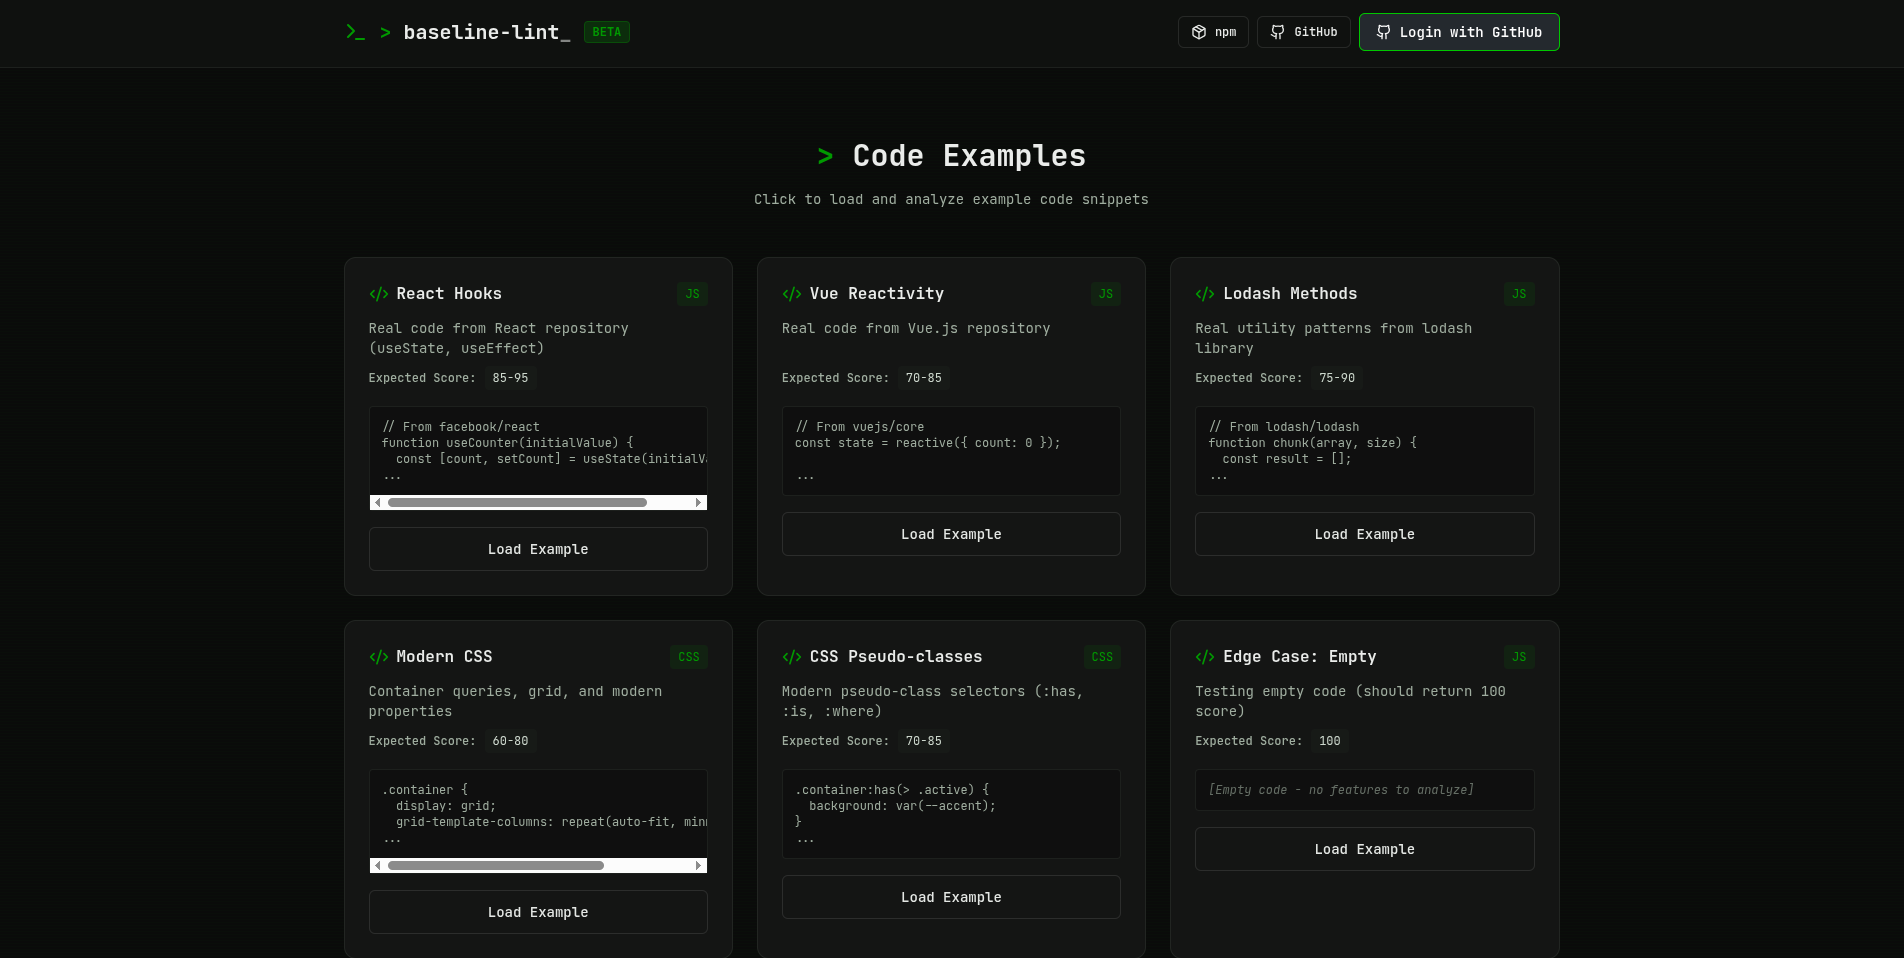 > baseline-lint_ BETA
npm
GitHub
Login with GitHub
> Code Examples
Click to load and analyze example code snippets
React Hooks
JS
Real code from React repository
(useState, useEffect)
Expected Score: 85-95
// From facebook/react
function useCounter(initialValue) {
const [count, setCount] = useState(initialVa
...
Load Example
Vue Reactivity
JS
Real code from Vue.js repository
Expected Score: 70-85
// From vuejs/core
const state = reactive({ count: 0 });
...
Load Example
Lodash Methods
JS
Real utility patterns from lodash
library
Expected Score: 75-90
// From lodash/lodash
function chunk(array, size) {
const result = [];
...
Load Example
Modern CSS
CSS
Container queries, grid, and modern
properties
Expected Score: 60-80
.container {
display: grid;
grid-template-columns: repeat(auto-fit, min
...
Load Example
CSS Pseudo-classes
CSS
Modern pseudo-class selectors (:has,
:is, :where)
Expected Score: 70-85
.container:has(> .active) {
background: var(--accent);
}
...
Load Example
Edge Case: Empty
JS
Testing empty code (should return 100
score)
Expected Score: 100
[Empty code - no features to analyze]
Load Example